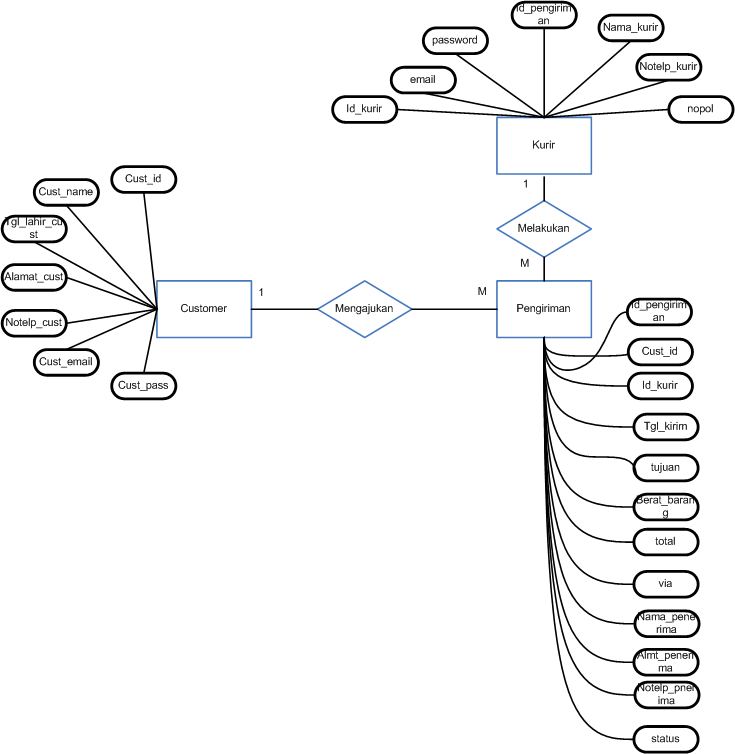 Id_pengirim
an
Nama_kurir
password
Notelp_kurir
email
Id_kurir
nopol
Kurir
1
Melakukan
M
Cust_id
Cust_name
Tgl_lahir_cu
st
Alamat_cust
Notelp_cust
Cust_email
Cust_pass
Customer
1
Mengajukan
M
Pengiriman
Id_pengirim
an
Cust_id
Id_kurir
Tgl_kirim
tujuan
Berat_baran
g
total
via
Nama_pene
rima
Almt_peneri
ma
Notelp_pner
ima
status